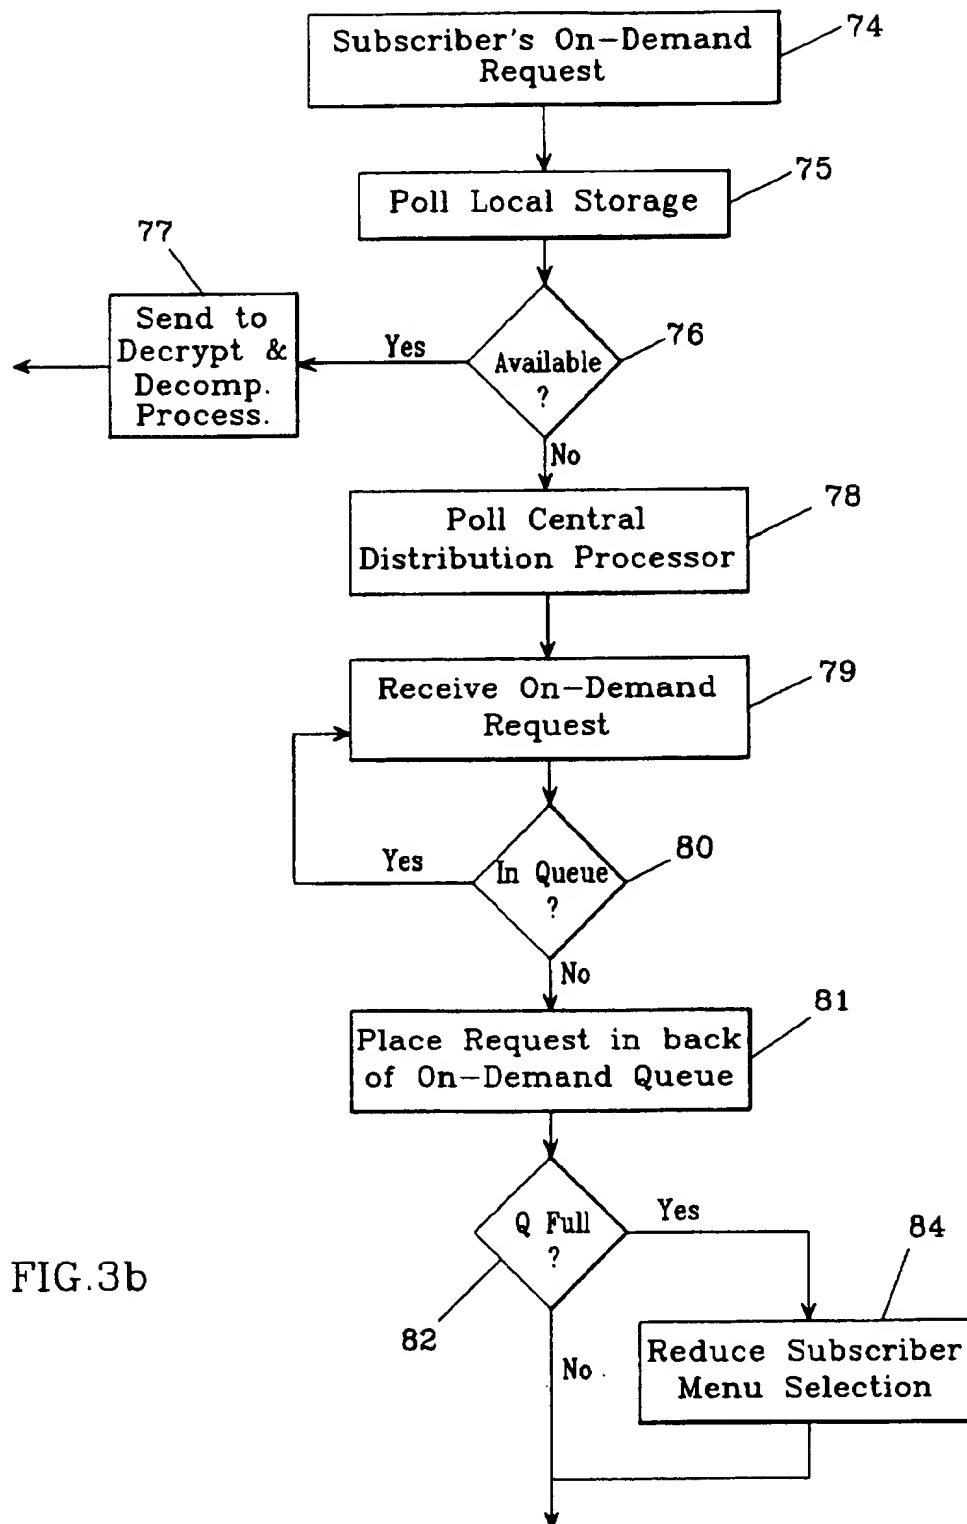 Subscriber's On-Demand
Request
74
Poll Local Storage
75
77
Send to
Decrypt &
Decomp.
Process.
Yes
Available
?
76
No
Poll Central
Distribution Processor
78
Receive On-Demand
Request
79
Yes
In Queue
?
80
No
Place Request in back
of On-Demand Queue
81
Q Full
?
Yes
82
84
No
Reduce Subscriber
Menu Selection
FIG.3b